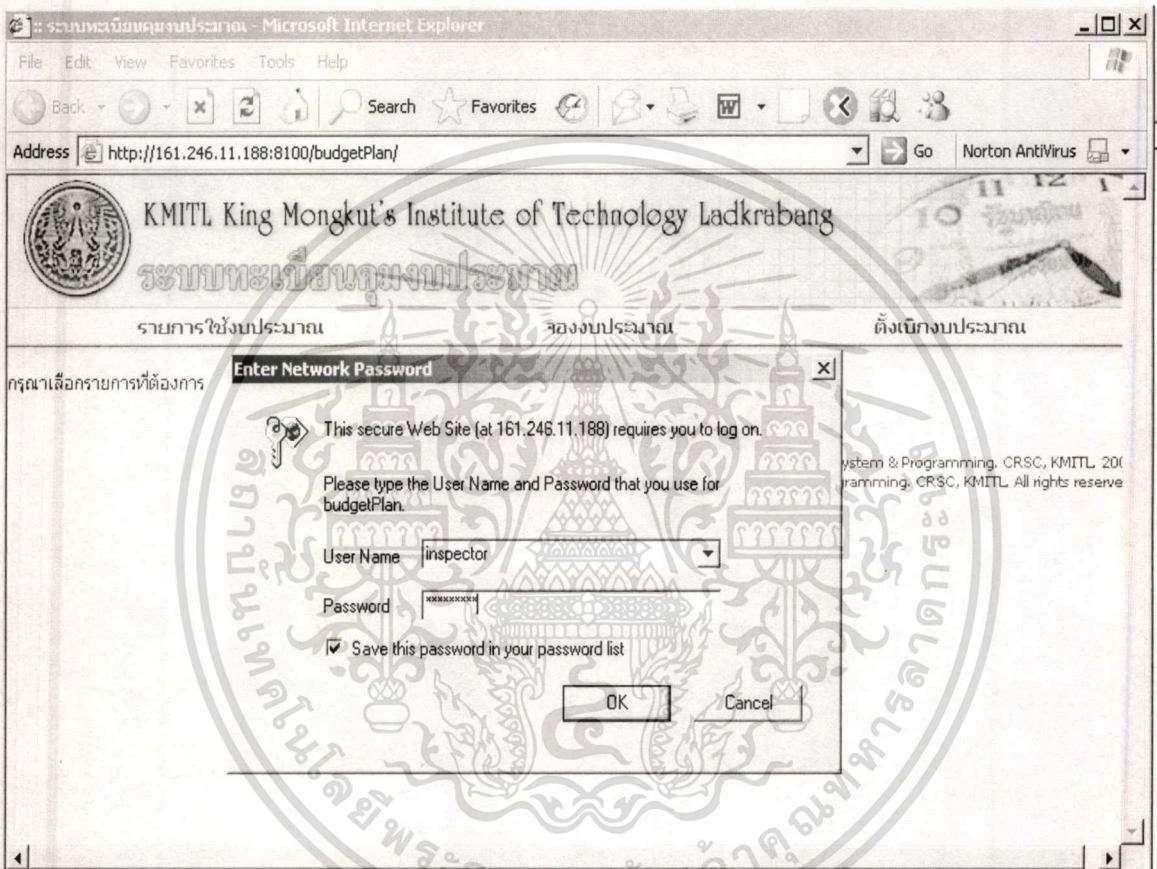 :: ระบบทะเบียนคุมงบประมาณ - Microsoft Internet Explorer
File Edit View Favorites Tools Help
Back Search Favorites
Address http://161.246.11.188:8100/budgetPlan/ Go Norton AntiVirus
KMITL King Mongkut's Institute of Technology Ladkrabang
ระบบทะเบียนคุมงบประมาณ
11 12 1
10
รายการใช้งบประมาณ จองงบประมาณ ตั้งเบิกงบประมาณ
กรุณาเลือกรายการที่ต้องการ
Enter Network Password
This secure Web Site (at 161.246.11.188) requires you to log on.
Please type the User Name and Password that you use for
budgetPlan.
ystem & Programming. CRSC, KMITL 200
ramming. CRSC, KMITL All rights reserve
User Name inspector
Password *********
Save this password in your password list
OK Cancel